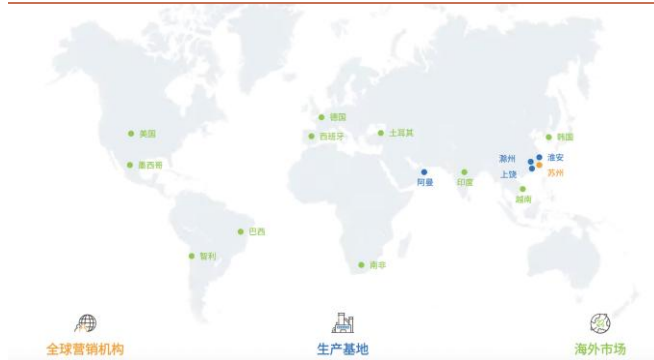 德国
美国
西班牙
土耳其
韩国
滁州
淮安
墨西哥
上饶
苏州
阿曼
印度
越南
巴西
智利
南非
全球营销机构
生产基地
海外市场